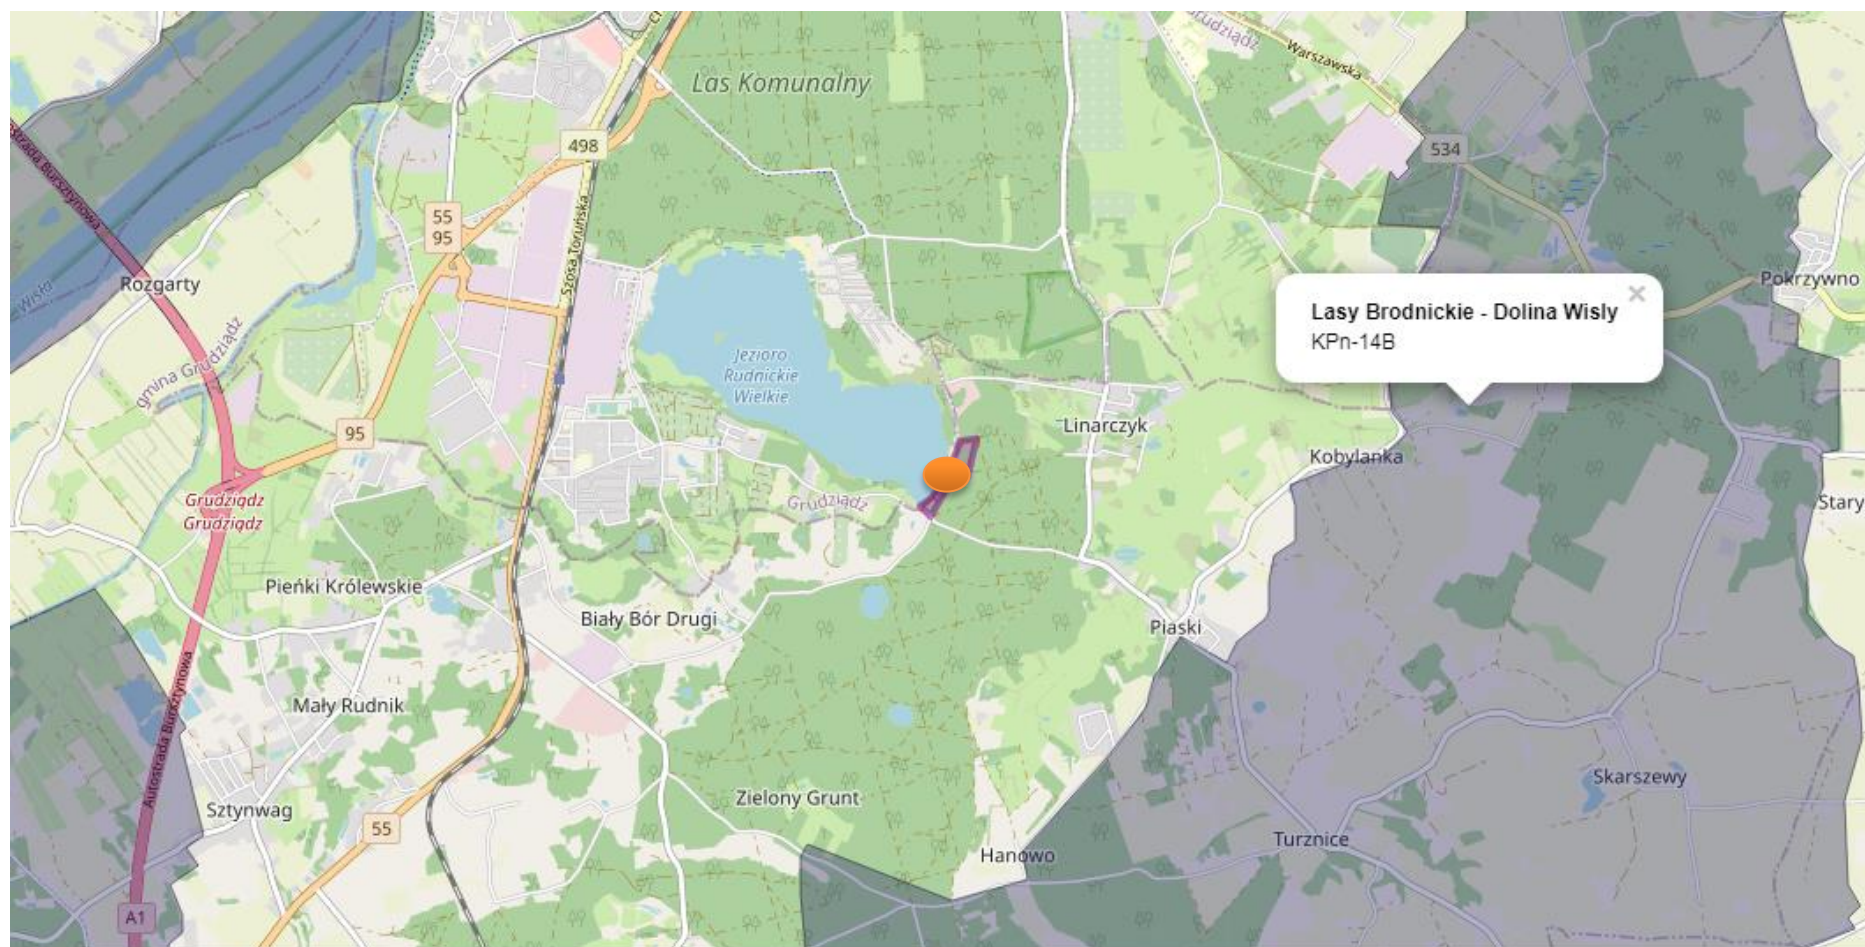 Las Komunalny
Grudziądz
Warszawska
498
534
55
95
Szosa Toruńska
Autostrada Bursztynowa
Wisła
Rozgarty
gmina Grudziądz
Pokrzywno
Lasy Brodnickie - Dolina Wisly
×
KPn-14B
Jezioro
Rudnickie
Wielkie
95
Linarczyk
Kobylanka
Grudziądz
Grudziądz
Grudziądz
Stary
Pieńki Królewskie
Biały Bór Drugi
Piaski
Mały Rudnik
Autostrada Bursztynowa
Skarszewy
Sztynwag
Zielony Grunt
55
Turznice
Hanowo
A1